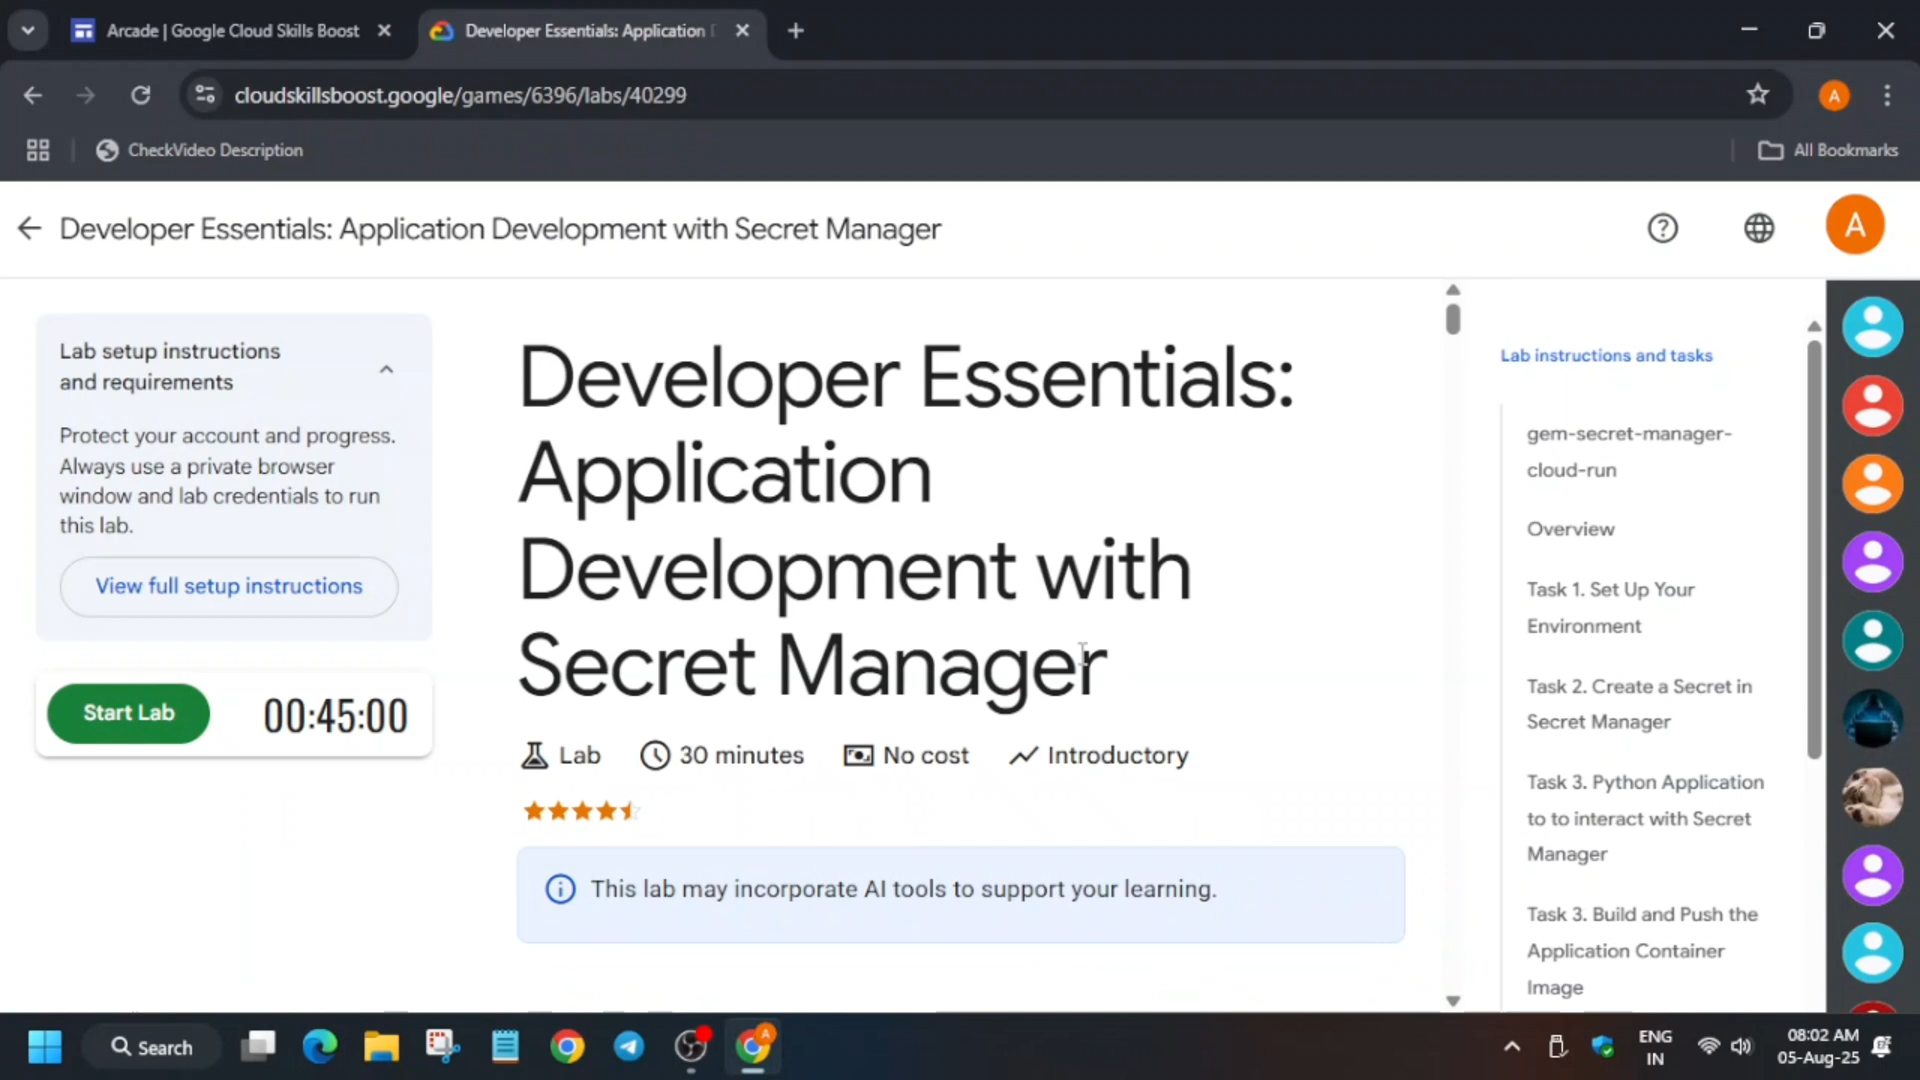 Arcade | Google Cloud Skills Boost
Developer Essentials: Application
cloudskillsboost.google/games/6396/labs/40299
A
CheckVideo Description
All Bookmarks
Developer Essentials: Application Development with Secret Manager
A
Lab setup instructions
and requirements
Protect your account and progress.
Always use a private browser
window and lab credentials to run
this lab.
View full setup instructions
Start Lab
00:45:00
Developer Essentials:
Application
Development with
Secret Manager
Lab
30 minutes
No cost
Introductory
This lab may incorporate AI tools to support your learning.
Lab instructions and tasks
gem-secret-manager-
cloud-run
Overview
Task 1. Set Up Your
Environment
Task 2. Create a Secret in
Secret Manager
Task 3. Python Application
to to interact with Secret
Manager
Task 3. Build and Push the
Application Container
Image
Search
A
ENG
IN
08:02 AM
05-Aug-25